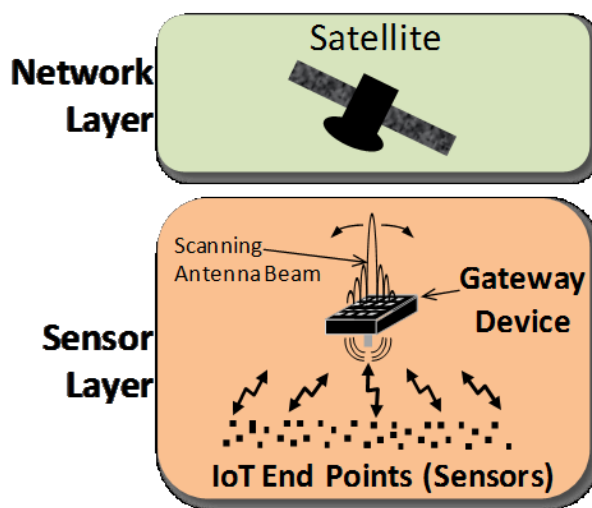 Network
Layer
Satellite
Scanning
Antenna Beam
Gateway
Device
Sensor
Layer
IoT End Points (Sensors)